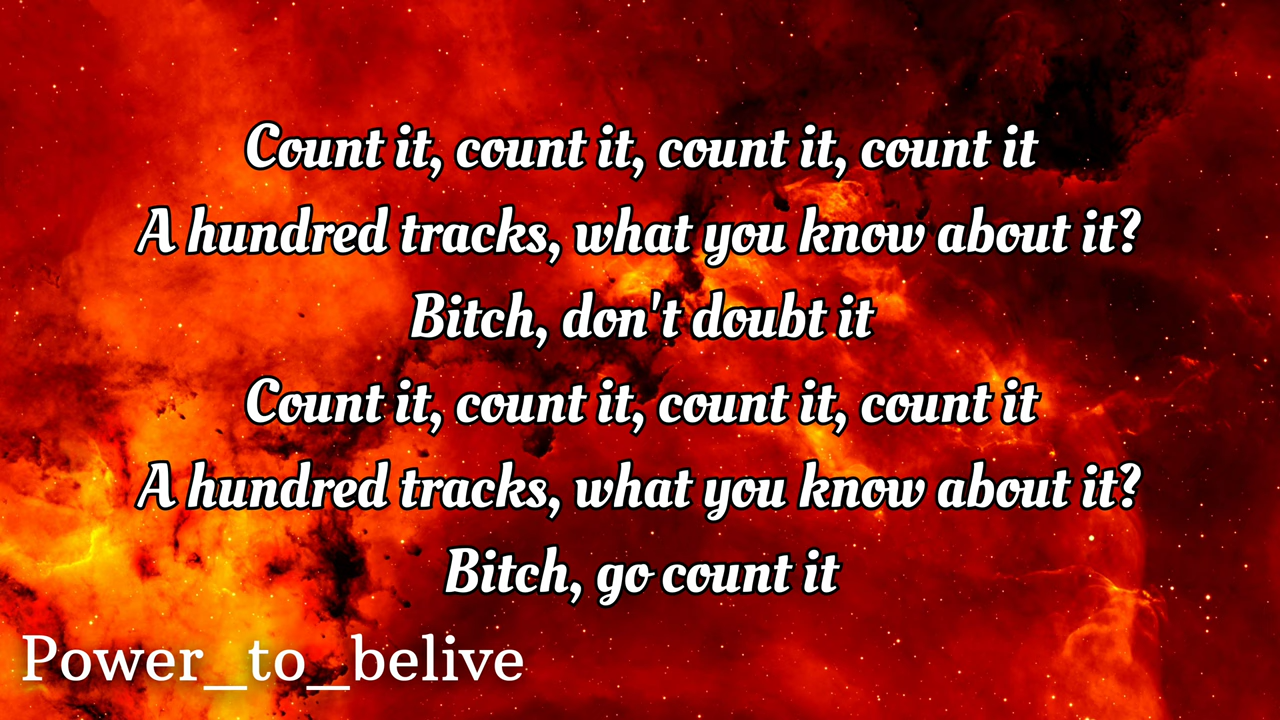 Count it, count it, count it, count it
A hundred tracks, what you know about it?
Bitch, don't doubt it
Count it, count it, count it, count it
A hundred tracks, what you know about it?
Bitch, go count it
Power_to_belive